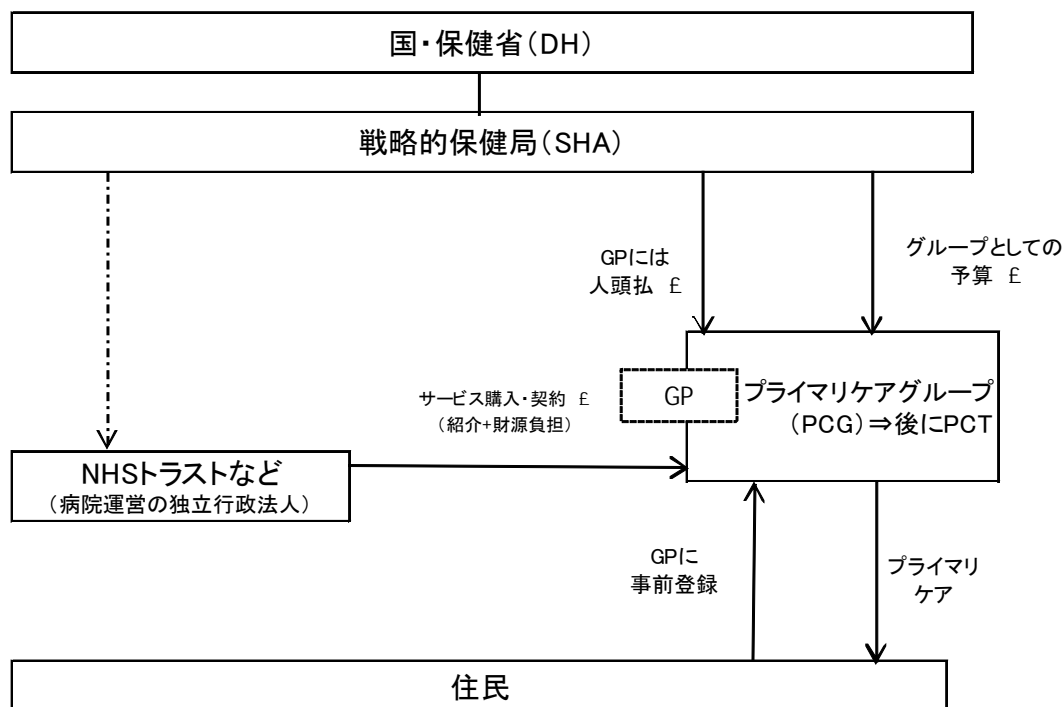 国・保健省(DH)
戦略的保健局(SHA)
GPには
人頭払 £
グループとしての
予算 £
サービス購入・契約 £
(紹介+財源負担)
GP
プライマリケアグループ
(PCG)⇒後にPCT
NHSトラストなど
(病院運営の独立行政法人)
GPに
事前登録
プライマリ
ケア
住民